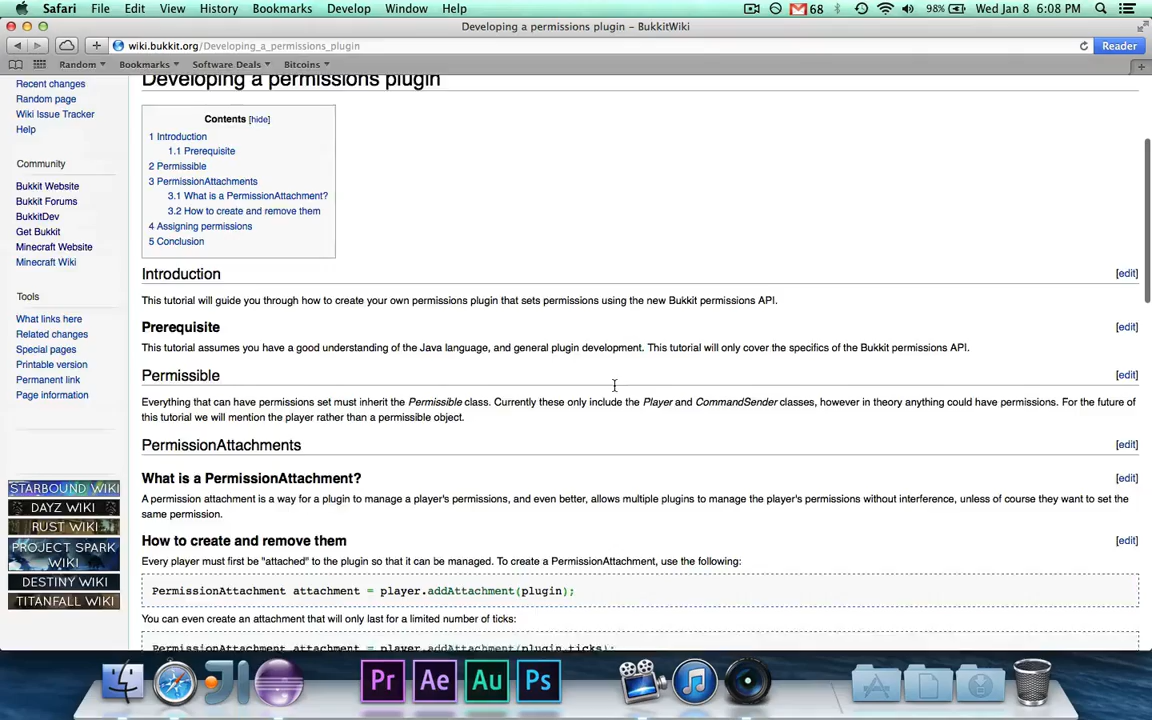 Safari File Edit View History Bookmarks Develop Window Help 68 98% Wed Jan 8 6:08 PM
Developing a permissions plugin – BukkitWiki
wiki.bukkit.org/Developing_a_permissions_plugin Reader
Random Bookmarks Software Deals Bitcoins
Recent changes
Random page
Wiki Issue Tracker
Help
Community
Bukkit Website
Bukkit Forums
BukkitDev
Get Bukkit
Minecraft Website
Minecraft Wiki
Tools
What links here
Related changes
Special pages
Printable version
Permanent link
Page information
STARBOUND WIKI
DAYZ WIKI
RUST WIKI
PROJECT SPARK
WIKI
DESTINY WIKI
TITANFALL WIKI
Developing a permissions plugin
Contents [hide]
1 Introduction
1.1 Prerequisite
2 Permissible
3 PermissionAttachments
3.1 What is a PermissionAttachment?
3.2 How to create and remove them
4 Assigning permissions
5 Conclusion
Introduction [edit]
This tutorial will guide you through how to create your own permissions plugin that sets permissions using the new Bukkit permissions API.
Prerequisite [edit]
This tutorial assumes you have a good understanding of the Java language, and general plugin development. This tutorial will only cover the specifics of the Bukkit permissions API.
Permissible [edit]
Everything that can have permissions set must inherit the Permissible class. Currently these only include the Player and CommandSender classes, however in theory anything could have permissions. For the future of
this tutorial we will mention the player rather than a permissible object.
PermissionAttachments [edit]
What is a PermissionAttachment? [edit]
A permission attachment is a way for a plugin to manage a player's permissions, and even better, allows multiple plugins to manage the player's permissions without interference, unless of course they want to set the
same permission.
How to create and remove them [edit]
Every player must first be "attached" to the plugin so that it can be managed. To create a PermissionAttachment, use the following:
PermissionAttachment attachment = player.addAttachment(plugin);
You can even create an attachment that will only last for a limited number of ticks:
PermissionAttachment attachment = player.addAttachment(plugin,ticks);
Pr Ae Au Ps